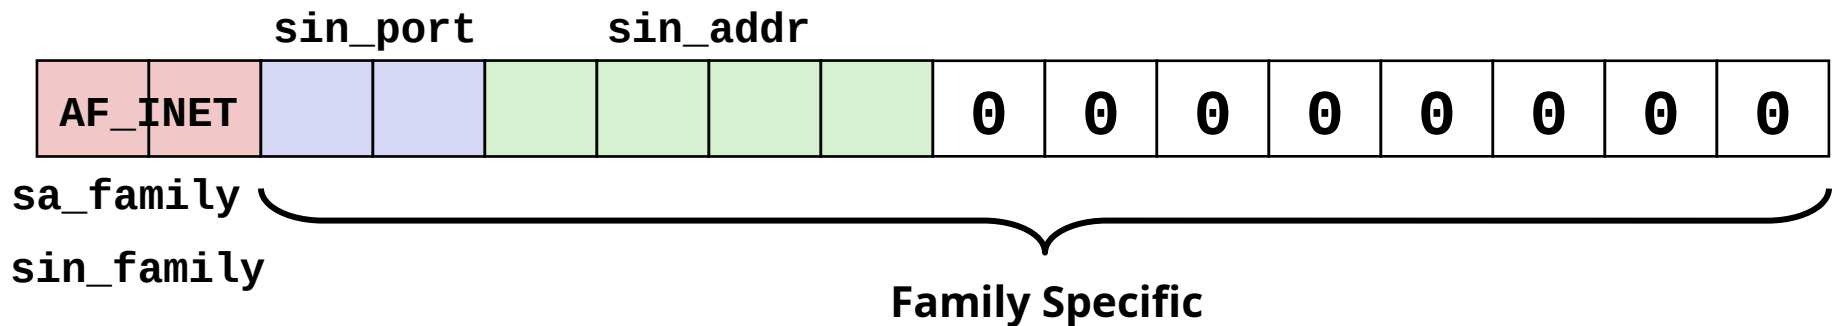 sin_port sin_addr
AF_INET 0 0 0 0 0 0 0 0
sa_family
sin_family
Family Specific